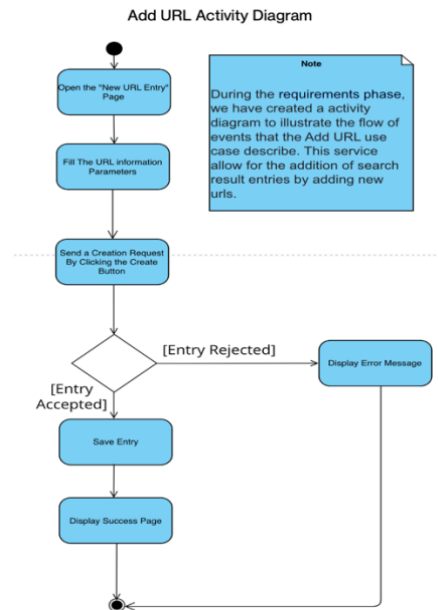 Add URL Activity Diagram
Open the "New URL Entry"
Page
Note
During the requirements phase,
we have created a activity
diagram to illustrate the flow of
events that the Add URL use
case describe. This service
allow for the addition of search
result entries by adding new
urls.
Fill The URL information
Parameters
Send a Creation Request
By Clicking the Create
Button
[Entry Rejected]
Display Error Message
[Entry
Accepted]
Save Entry
Display Success Page